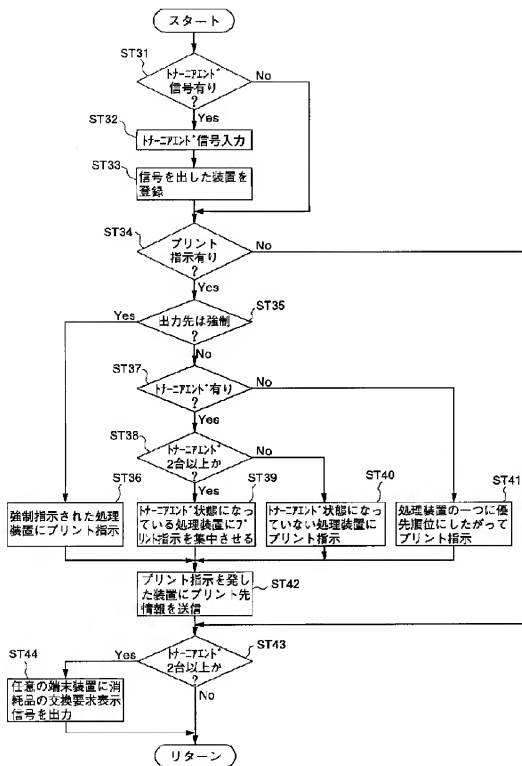 スタート
ST31
トナーニアエンド
信号有り
?
No
Yes
ST32
トナーニアエンド信号入力
ST33
信号を出した装置を
登録
ST34
プリント
指示有り
?
No
Yes
ST35
出力先は強制
?
Yes
No
ST37
トナーニアエンド有り
?
No
Yes
ST38
トナーニアエンド
2台以上か
?
No
Yes
ST36
強制指示された処理
装置にプリント指示
ST39
トナーニアエンド状態になっ
ている処理装置にプ
リント指示を集中させる
ST40
トナーニアエンド状態になっ
ていない処理装置に
プリント指示
ST41
処理装置の一つに優
先順位にしたがって
プリント指示
ST42
プリント指示を発し
た装置にプリント先
情報を送信
ST43
トナーニアエンド
2台以上か
?
Yes
No
ST44
任意の端末装置に消
耗品の交換要求表示
信号を出力
リターン